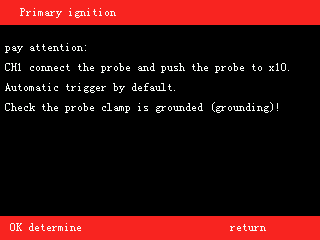 Primary ignition
pay attention:
CH1 connect the probe and push the probe to x10.
Automatic trigger by default.
Check the probe clamp is grounded (grounding)!
OK determine
return